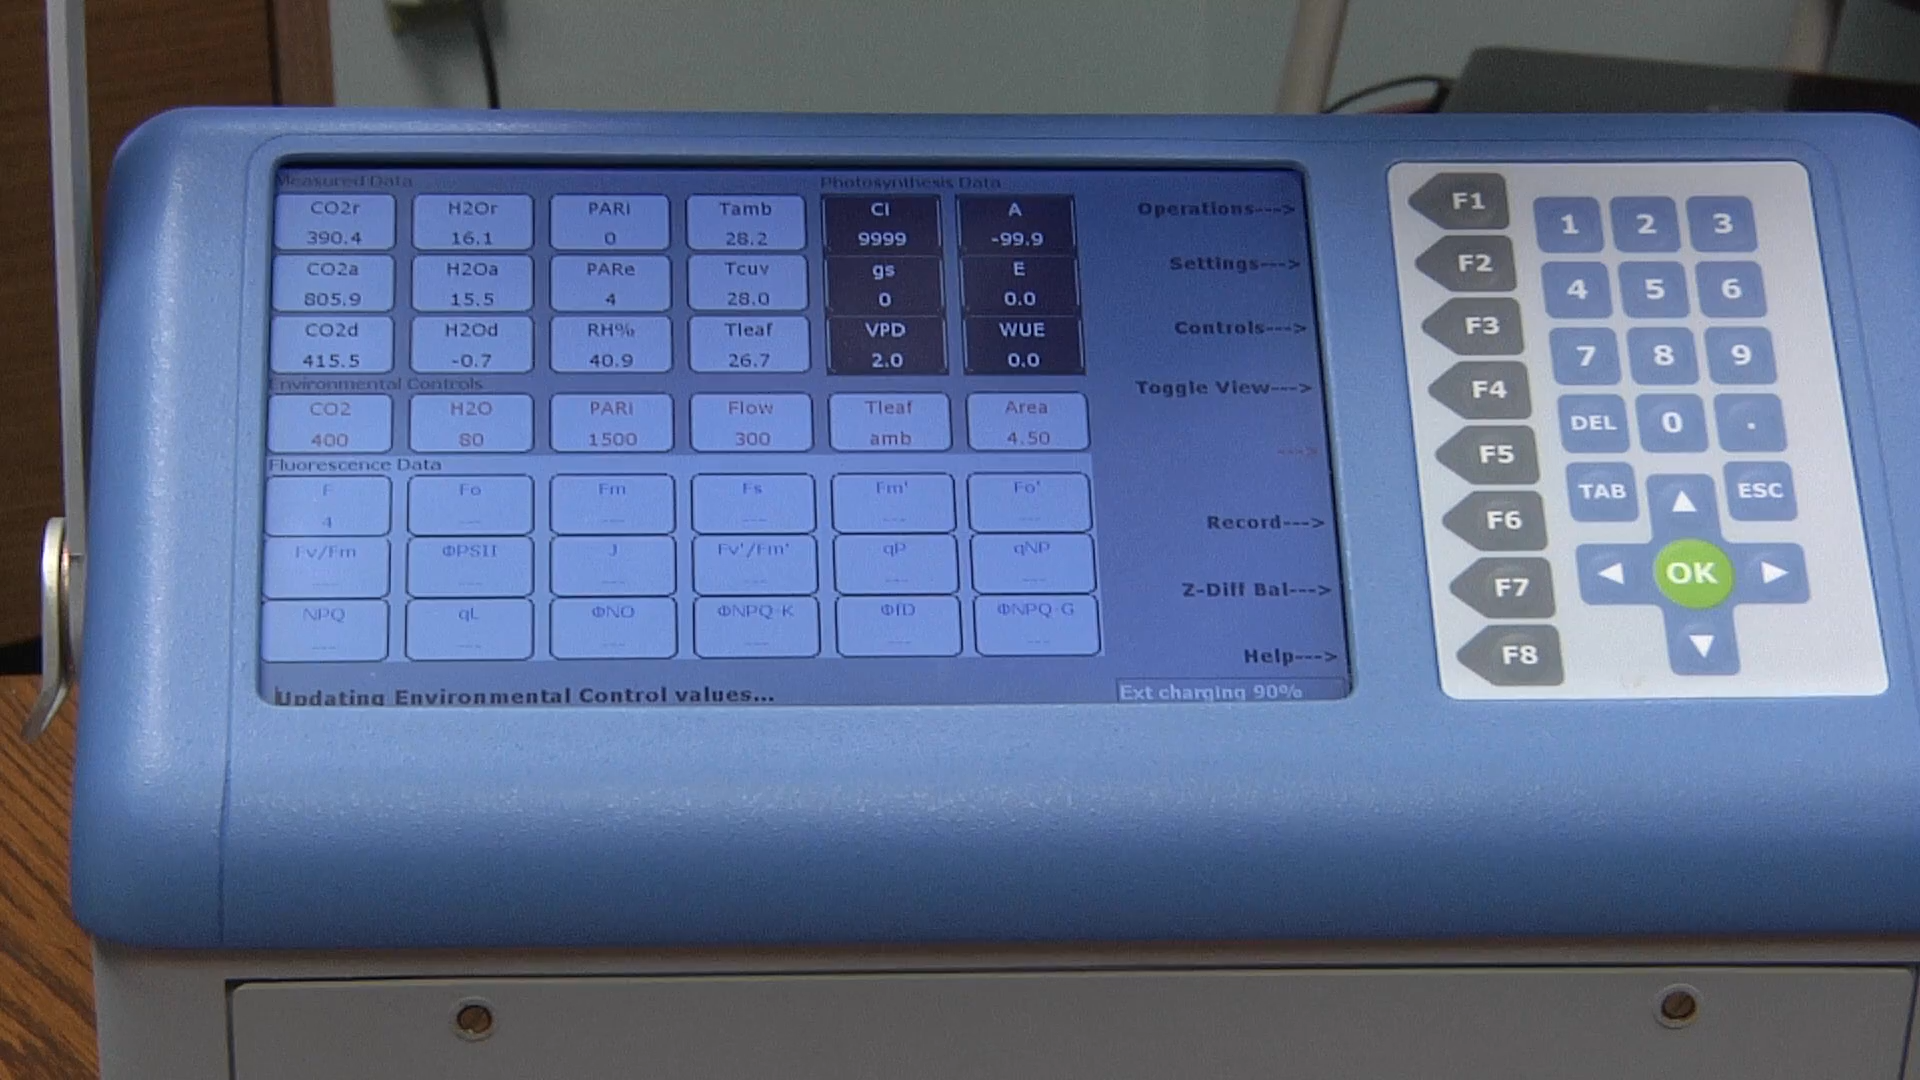 Measured Data
Photosynthesis Data
CO2r H2Or PARi Tamb Ci A
390.4 16.1 0 28.2 9999 -99.9
CO2a H2Oa PARe Tcuv gs E
805.9 15.5 4 28.0 0 0.0
CO2d H2Od RH% Tleaf VPD WUE
415.5 -0.7 40.9 26.7 2.0 0.0
Environmental Controls
CO2 H2O PARi Flow Tleaf Area
400 80 1500 300 amb 4.50
Fluorescence Data
F Fo Fm Fs Fm' Fo'
4 --- --- --- --- ---
Fv/Fm ΦPSII J Fv'/Fm' qP qNP
--- --- --- --- --- ---
NPQ qL ΦNO ΦNPQ-K ΦfD ΦNPQ-G
--- --- --- --- --- ---
Updating Environmental Control values...
Operations--->
Settings--->
Controls--->
Toggle View--->
--->
Record--->
Z-Diff Bal--->
Help--->
Ext charging 90%
F1
F2
F3
F4
F5
F6
F7
F8
1 2 3
4 5 6
7 8 9
DEL 0 .
TAB ESC
OK